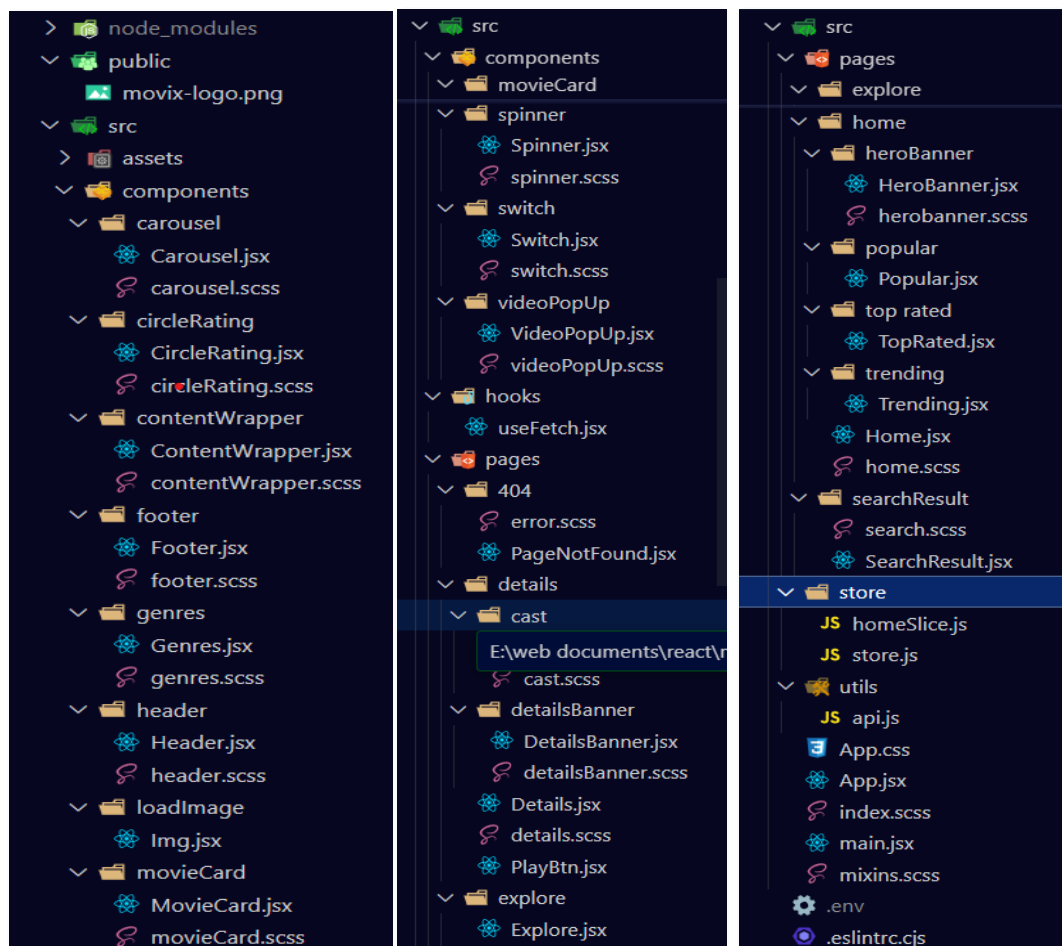 node_modules
public
movix-logo.png
src
assets
components
carousel
Carousel.jsx
carousel.scss
circleRating
CircleRating.jsx
circleRating.scss
contentWrapper
ContentWrapper.jsx
contentWrapper.scss
footer
Footer.jsx
footer.scss
genres
Genres.jsx
genres.scss
header
Header.jsx
header.scss
loadImage
Img.jsx
movieCard
MovieCard.jsx
movieCard.scss
src
components
movieCard
spinner
Spinner.jsx
spinner.scss
switch
Switch.jsx
switch.scss
videoPopUp
VideoPopUp.jsx
videoPopUp.scss
hooks
useFetch.jsx
pages
404
error.scss
PageNotFound.jsx
details
cast
E:\web documents\react\
cast.scss
detailsBanner
DetailsBanner.jsx
detailsBanner.scss
Details.jsx
details.scss
PlayBtn.jsx
explore
Explore.jsx
src
pages
explore
home
heroBanner
HeroBanner.jsx
herobanner.scss
popular
Popular.jsx
top rated
TopRated.jsx
trending
Trending.jsx
Home.jsx
home.scss
searchResult
search.scss
SearchResult.jsx
store
JS homeSlice.js
JS store.js
utils
JS api.js
App.css
App.jsx
index.scss
main.jsx
mixins.scss
.env
.eslintrc.cjs